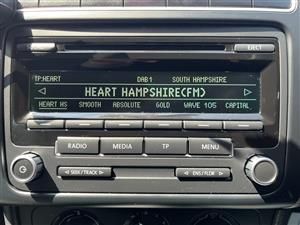 EJECT
TP:HEART DAB1 SOUTH HAMPSHIRE
HEART HAMPSHIRE(FM)
HEART HS SMOOTH ABSOLUTE GOLD WAVE 105 CAPITAL
RADIO MEDIA TP MENU
SEEK/TRACK ENS/FLDR